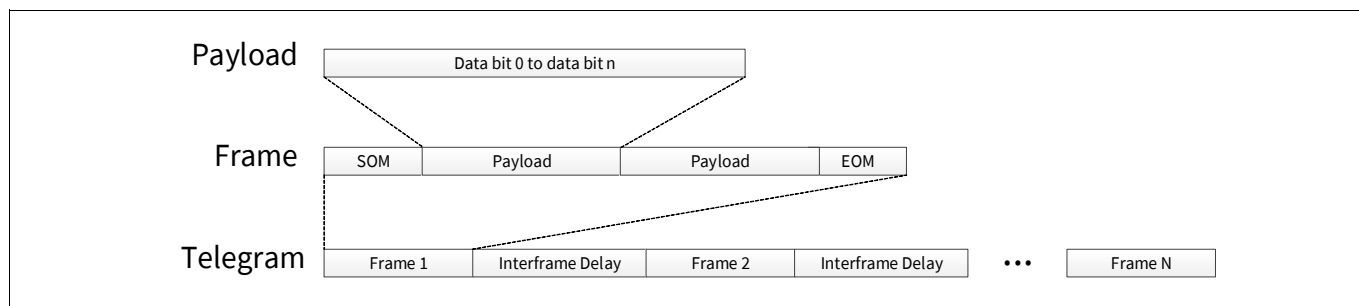 Payload
Data bit 0 to data bit n
Frame
SOM Payload Payload EOM
Telegram
Frame 1 Interframe Delay Frame 2 Interframe Delay ... Frame N